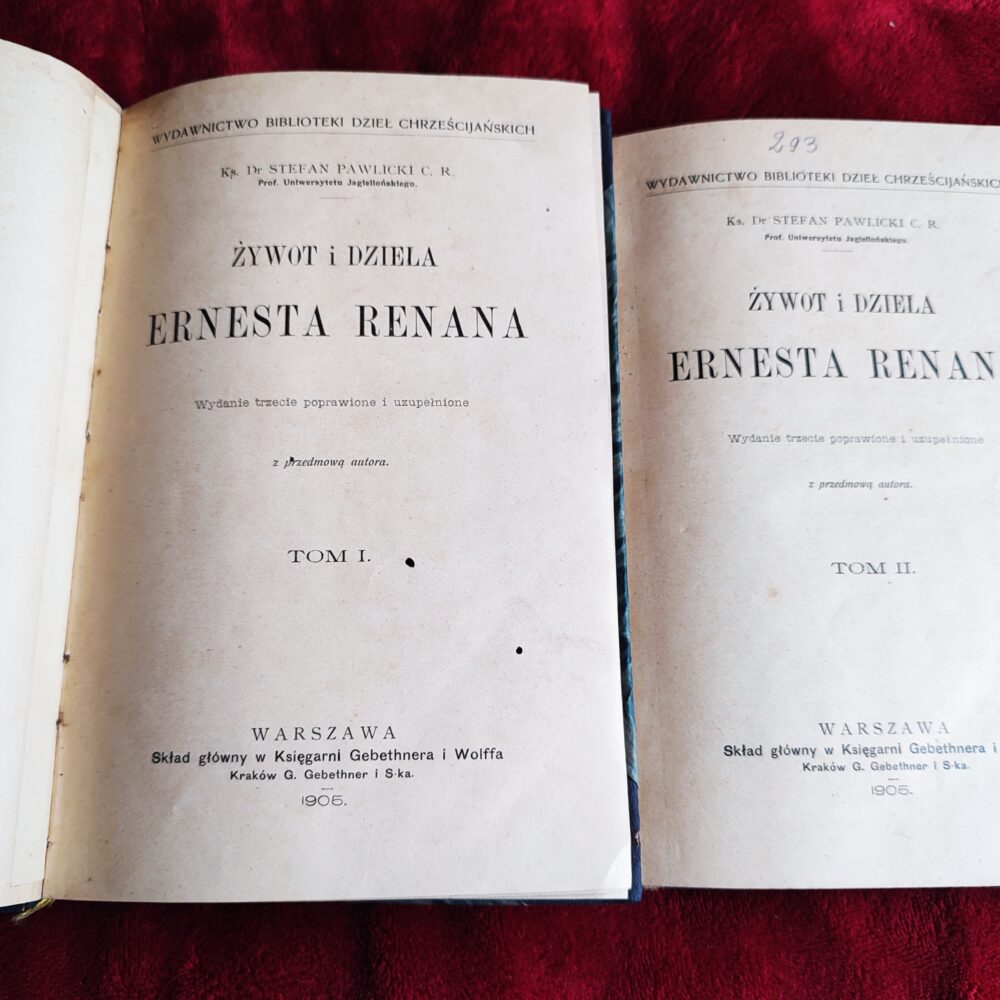 WYDAWNICTWO BIBLIOTEKI DZIEŁ CHRZEŚCIJAŃSKICH
Ks. Dr STEFAN PAWLICKI C. R.
Prof. Uniwersytetu Jagiellońskiego.
ŻYWOT i DZIEŁA
ERNESTA RENANA
Wydanie trzecie poprawione i uzupełnione
z przedmową autora.
TOM I.
WARSZAWA
Skład główny w Księgarni Gebethnera i Wolffa
Kraków G. Gebethner i S-ka.
1905.
293
WYDAWNICTWO BIBLIOTEKI DZIEŁ CHRZEŚCIJAŃSKICH
Ks. Dr STEFAN PAWLICKI C. R.
Prof. Uniwersytetu Jagiellońskiego.
ŻYWOT i DZIEŁA
ERNESTA RENAN
Wydanie trzecie poprawione i uzupełnione
z przedmową autora.
TOM II.
WARSZAWA
Skład główny w Księgarni Gebethnera i
Kraków G. Gebethner i S-ka.
1905.